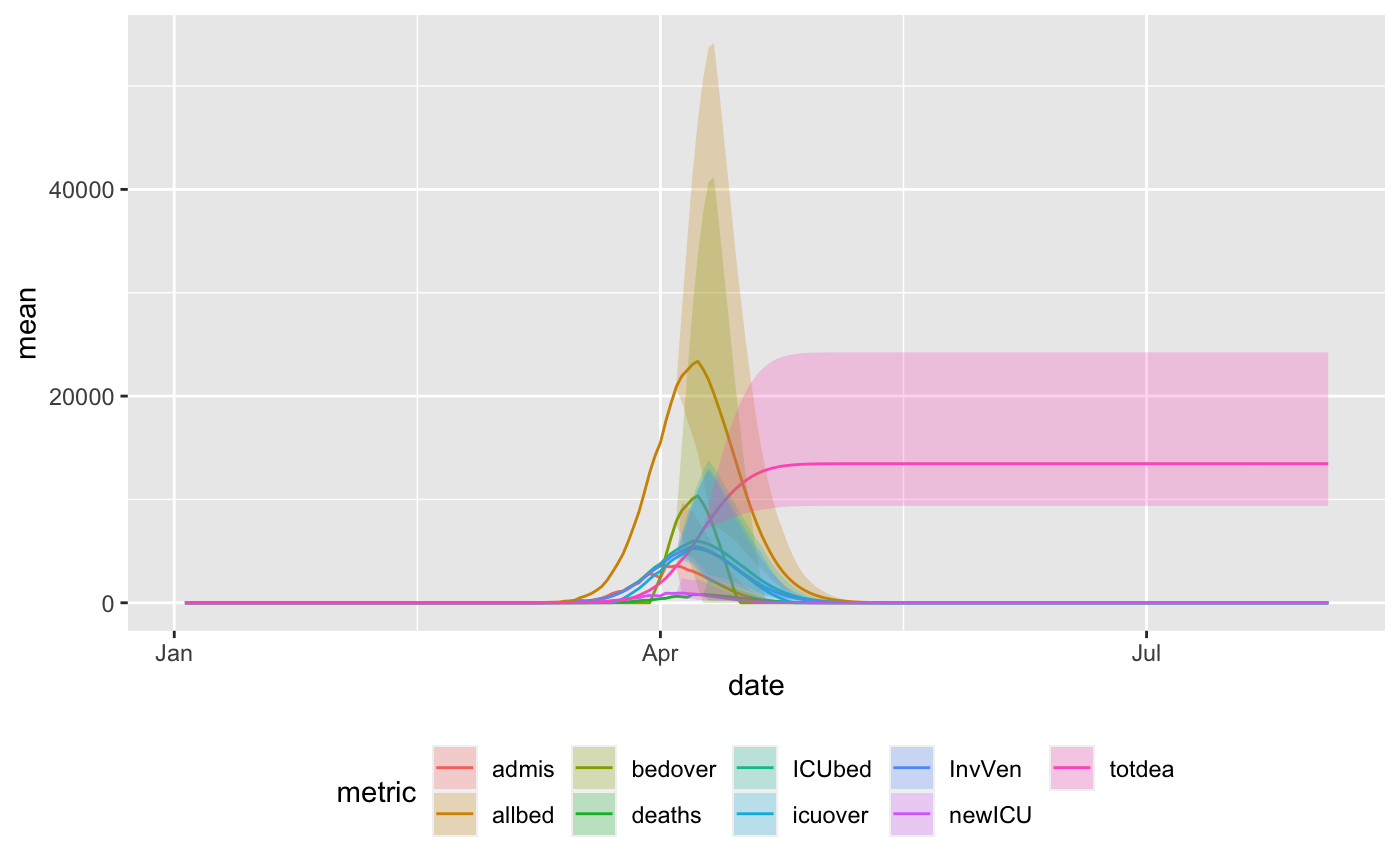 mean
40000
20000
0
Jan Apr Jul
date
metric
admis bedover ICUbed InvVen totdea
allbed deaths icuover newICU